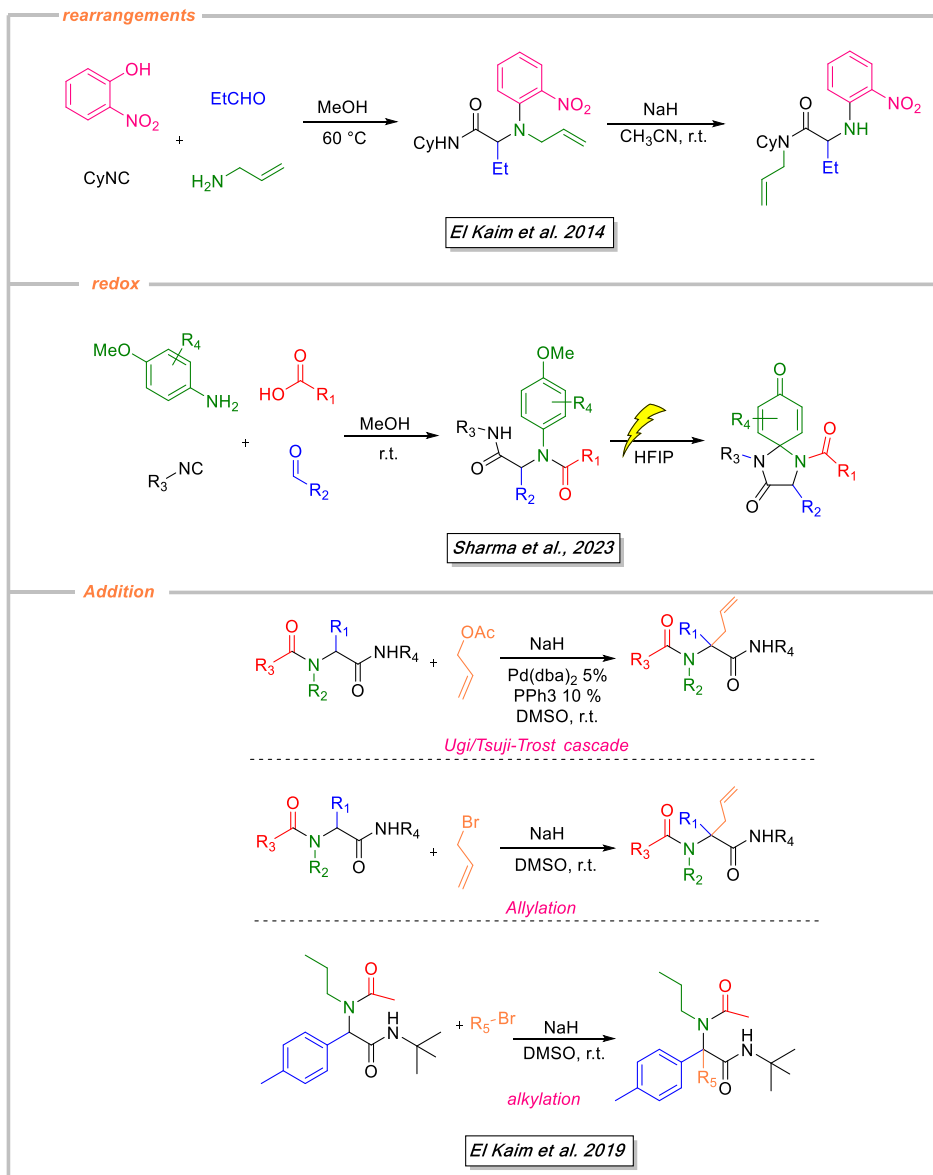 rearrangements
OH
NO2
EtCHO
+
CyNC
H2N
MeOH
60 °C
O
CyHN
N
NO2
Et
NaH
CH3CN, r.t.
O
CyN
NH
NO2
Et
El Kaim et al. 2014
redox
MeO
R4
NH2
O
HO
R1
+
R3
NC
O
R2
MeOH
r.t.
OMe
R4
R3
NH
O
N
R1
R2
O
HFIP
O
R4
R3
N
N
O
R1
O
R2
Sharma et al., 2023
Addition
O
R1
R3
N
NHR4
R2
O
+
OAc
NaH
Pd(dba)2 5%
PPh3 10 %
DMSO, r.t.
O
R1
R3
N
NHR4
R2
O
Ugi/Tsuji-Trost cascade
O
R1
R3
N
NHR4
R2
O
+
Br
NaH
DMSO, r.t.
O
R1
R3
N
NHR4
R2
O
Allylation
O
N
H
N
O
+ R5-Br
NaH
DMSO, r.t.
O
N
H
N
R5
O
alkylation
El Kaim et al. 2019